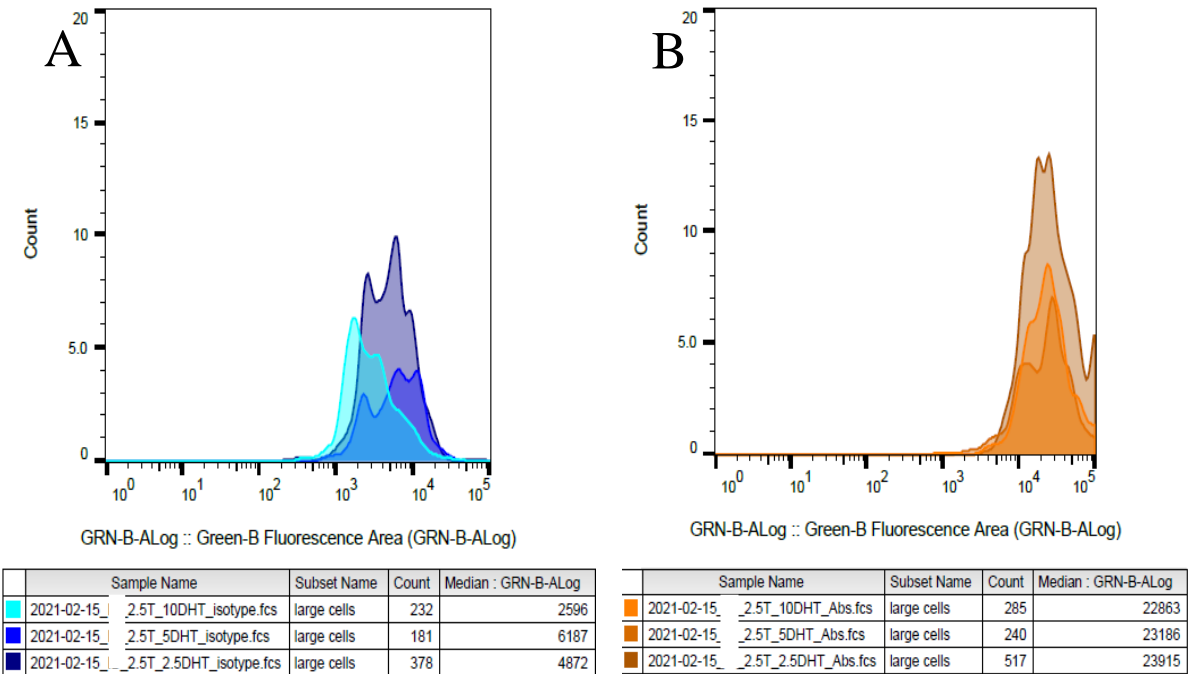 A
20
15
10
5.0
0
Count
10^0 10^1 10^2 10^3 10^4 10^5
GRN-B-ALog :: Green-B Fluorescence Area (GRN-B-ALog)
Sample Name Subset Name Count Median : GRN-B-ALog
2021-02-15_ _2.5T_10DHT_isotype.fcs large cells 232 2596
2021-02-15_ _2.5T_5DHT_isotype.fcs large cells 181 6187
2021-02-15_ _2.5T_2.5DHT_isotype.fcs large cells 378 4872
B
20
15
10
5.0
0
Count
10^0 10^1 10^2 10^3 10^4 10^5
GRN-B-ALog :: Green-B Fluorescence Area (GRN-B-ALog)
Sample Name Subset Name Count Median : GRN-B-ALog
2021-02-15_ _2.5T_10DHT_Abs.fcs large cells 285 22863
2021-02-15_ _2.5T_5DHT_Abs.fcs large cells 240 23186
2021-02-15_ _2.5T_2.5DHT_Abs.fcs large cells 517 23915